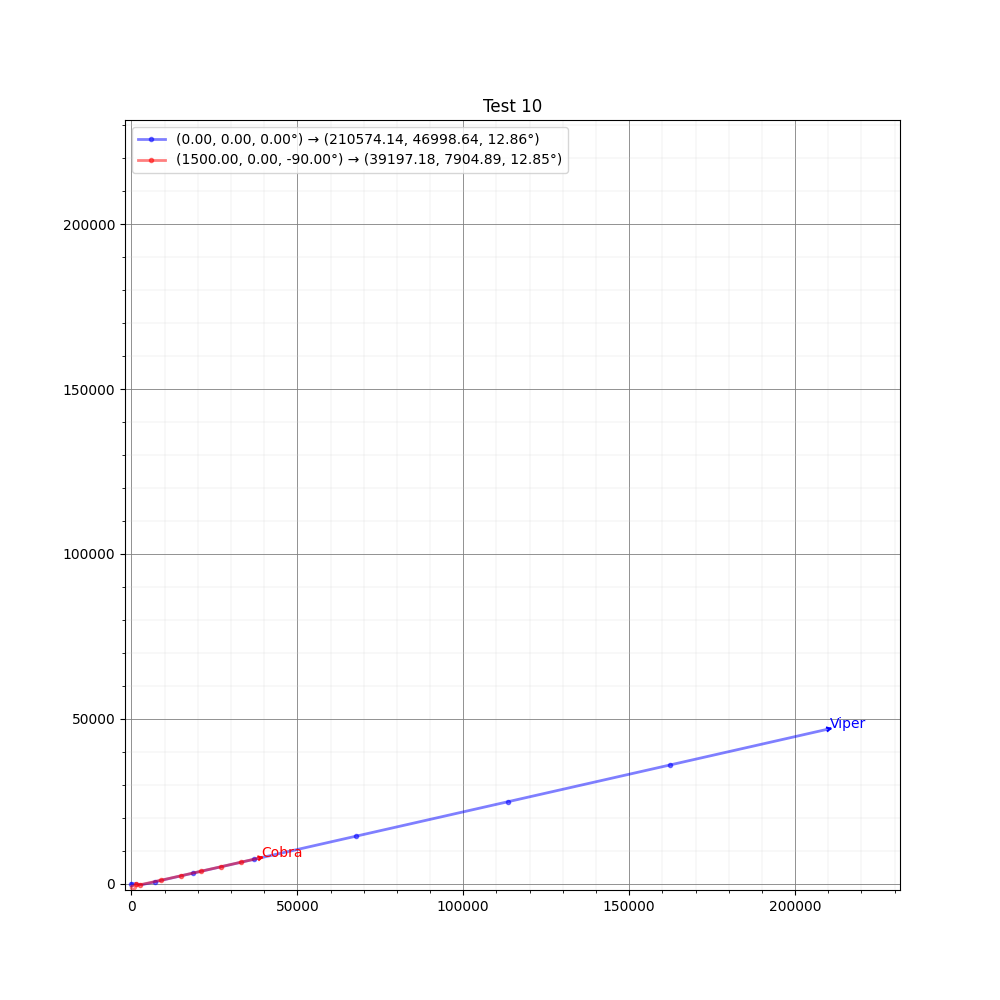 Test 10
(0.00, 0.00, 0.00°) → (210574.14, 46998.64, 12.86°)
(1500.00, 0.00, -90.00°) → (39197.18, 7904.89, 12.85°)
200000
150000
100000
50000
Viper
Cobra
0
0 50000 100000 150000 200000